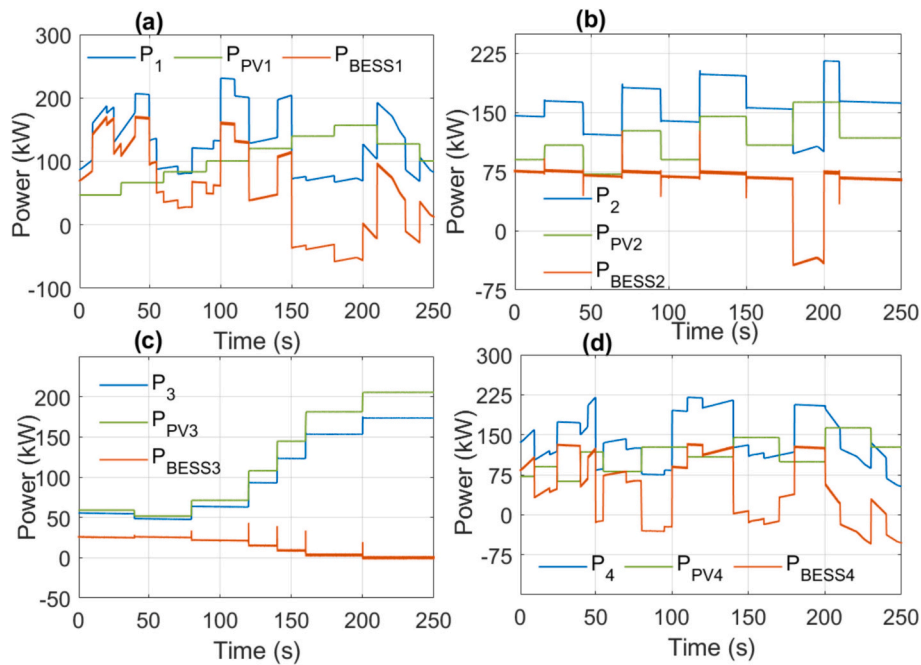 (a)
300
200
100
0
-100
Power (kW)
P1 PPV1 PBESS1
0 50 100 150 200 250
Time (s)
(b)
225
150
75
0
-75
Power (kW)
P2
PPV2
PBESS2
0 50 100 150 200 250
Time (s)
(c)
200
150
100
50
0
-50
Power (kW)
P3
PPV3
PBESS3
0 50 100 150 200 250
Time (s)
(d)
300
225
150
75
0
-75
Power (kW)
P4 PPV4 PBESS4
0 50 100 150 200 250
Time (s)